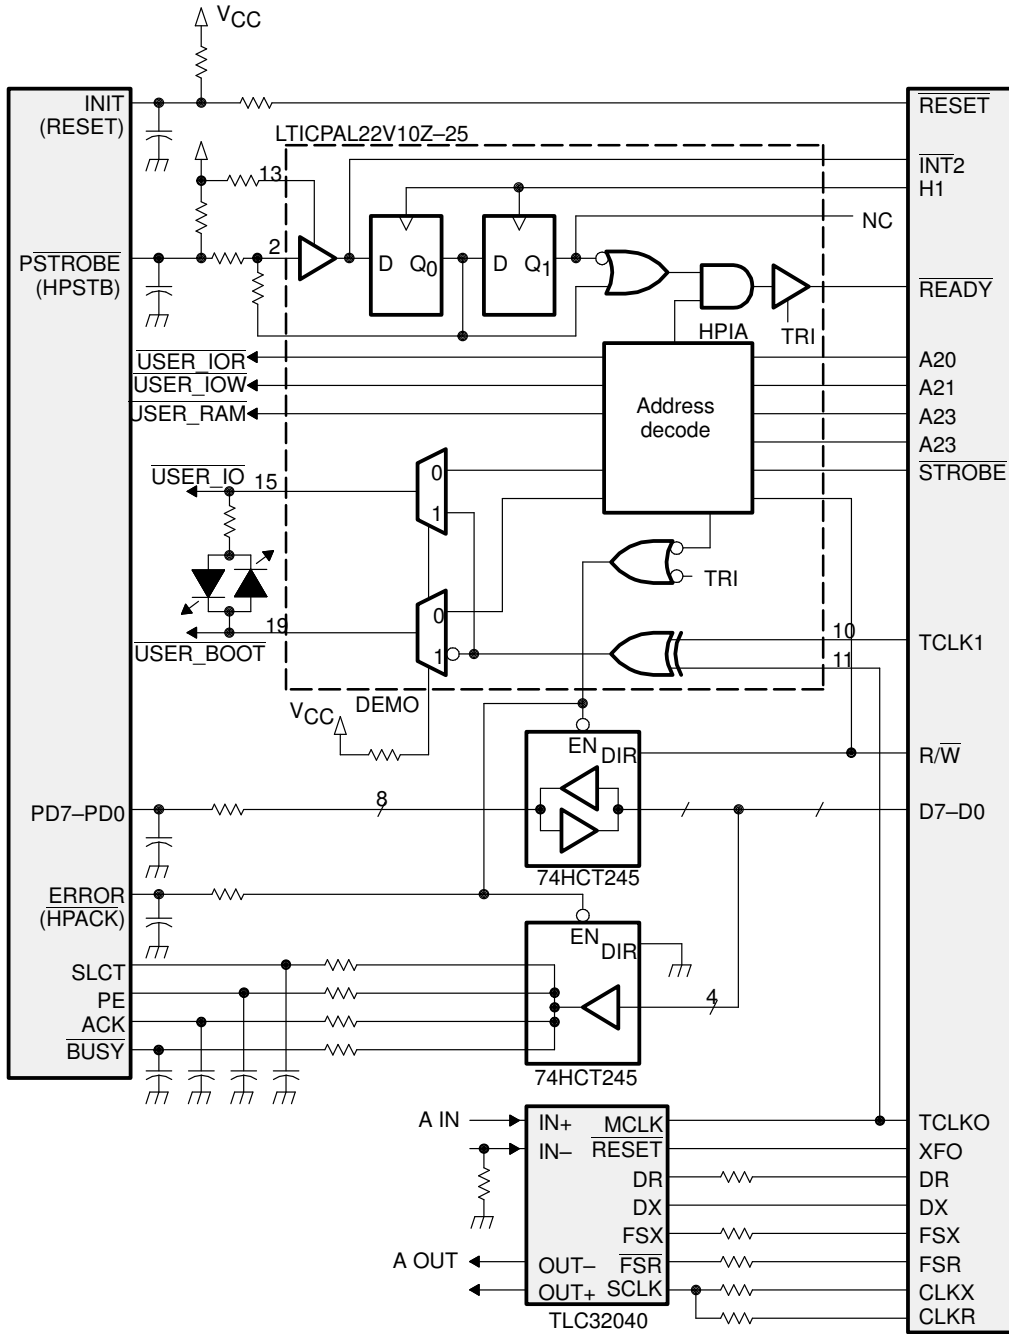 VCC
INIT
(RESET)
RESET
LTICPAL22V10Z–25
INT2
13
H1
NC
PSTROBE
(HPSTB)
2
D Q0
D Q1
READY
HPIA
TRI
USER_IOR
A20
USER_IOW
A21
USER_RAM
Address
decode
A23
A23
USER_IO
15
0
STROBE
1
TRI
0
19
10
TCLK1
USER_BOOT
1
11
DEMO
VCC
EN
DIR
R/W
PD7–PD0
8
D7–D0
74HCT245
ERROR
(HPACK)
EN
DIR
SLCT
PE
4
ACK
BUSY
74HCT245
A IN
IN+
MCLK
TCLKO
IN–
RESET
XFO
DR
DR
DX
DX
FSX
FSX
A OUT
OUT–
FSR
FSR
OUT+
SCLK
CLKX
TLC32040
CLKR